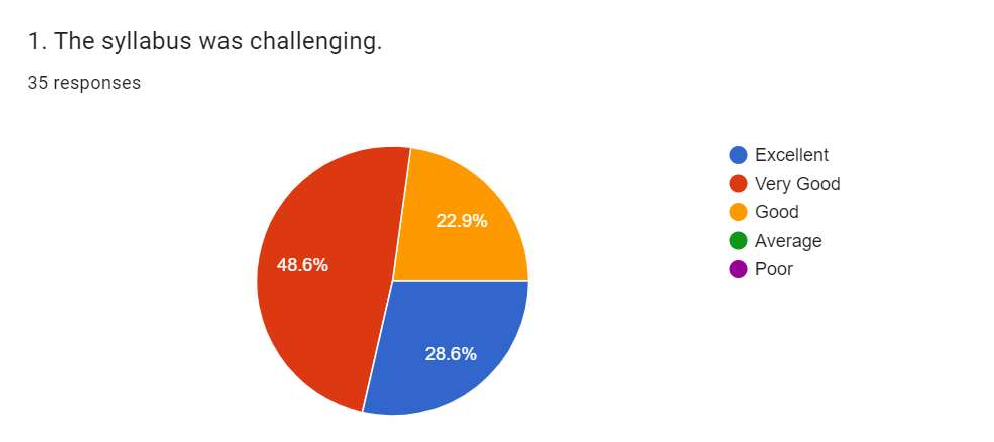 1. The syllabus was challenging.
35 responses
Excellent
Very Good
Good
Average
Poor
22.9%
48.6%
28.6%